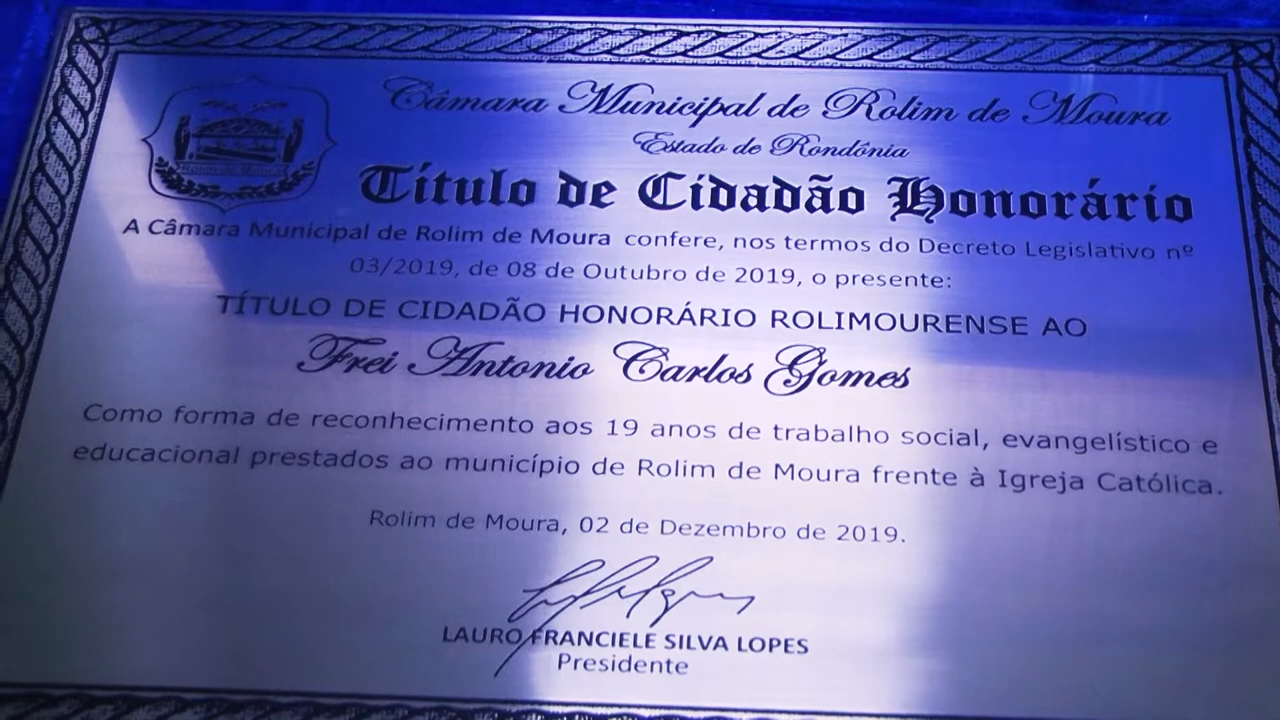 Câmara Municipal de Rolim de Moura
Estado de Rondônia
Título de Cidadão Honorário
A Câmara Municipal de Rolim de Moura confere, nos termos do Decreto Legislativo nº
03/2019, de 08 de Outubro de 2019, o presente:
TÍTULO DE CIDADÃO HONORÁRIO ROLIMOURENSE AO
Frei Antonio Carlos Gomes
Como forma de reconhecimento aos 19 anos de trabalho social, evangelístico e
educacional prestados ao município de Rolim de Moura frente à Igreja Católica.
Rolim de Moura, 02 de Dezembro de 2019.
LAURO FRANCIELE SILVA LOPES
Presidente